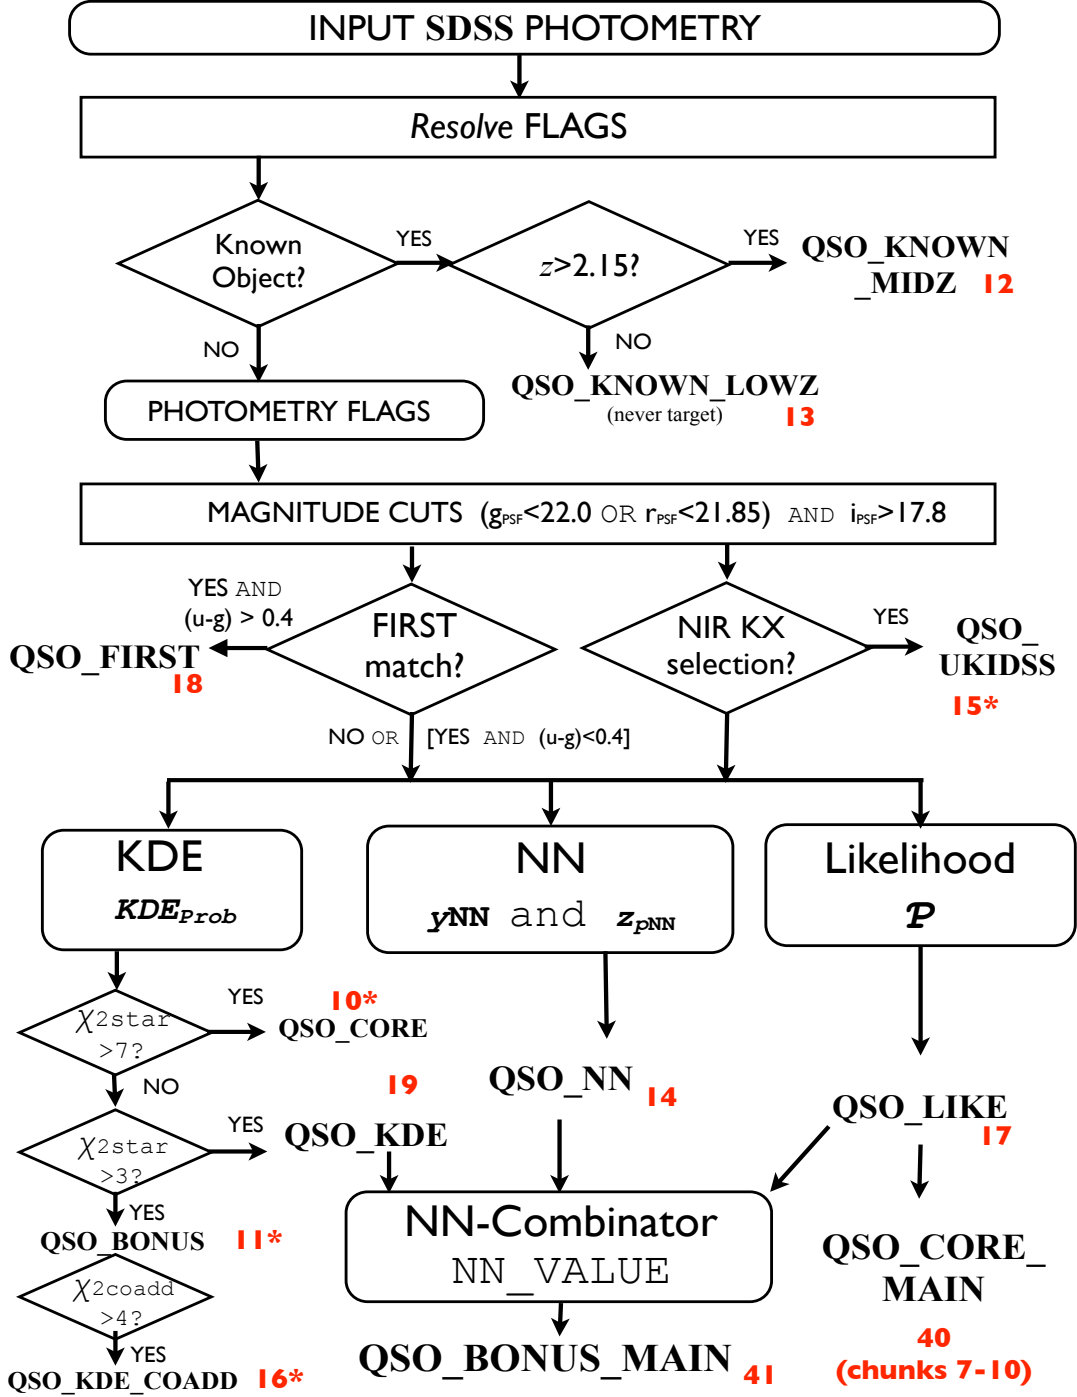 INPUT SDSS PHOTOMETRY
Resolve FLAGS
Known
Object?
YES
z>2.15?
YES
QSO_KNOWN
_MIDZ 12
NO
NO
QSO_KNOWN_LOWZ
(never target) 13
PHOTOMETRY FLAGS
MAGNITUDE CUTS (gPSF<22.0 OR rPSF<21.85) AND iPSF>17.8
YES AND
(u-g) > 0.4
FIRST
match?
QSO_FIRST
18
NIR KX
selection?
YES
QSO_
UKIDSS
15*
NO OR [YES AND (u-g)<0.4]
KDE
KDEProb
NN
yNN and zpNN
Likelihood
P
χ2star
>7?
YES
10*
QSO_CORE
NO
19
χ2star
>3?
YES
QSO_KDE
QSO_NN 14
QSO_LIKE
17
YES
QSO_BONUS 11*
χ2coadd
>4?
YES
QSO_KDE_COADD 16*
NN-Combinator
NN_VALUE
QSO_BONUS_MAIN 41
QSO_CORE_
MAIN
40
(chunks 7-10)